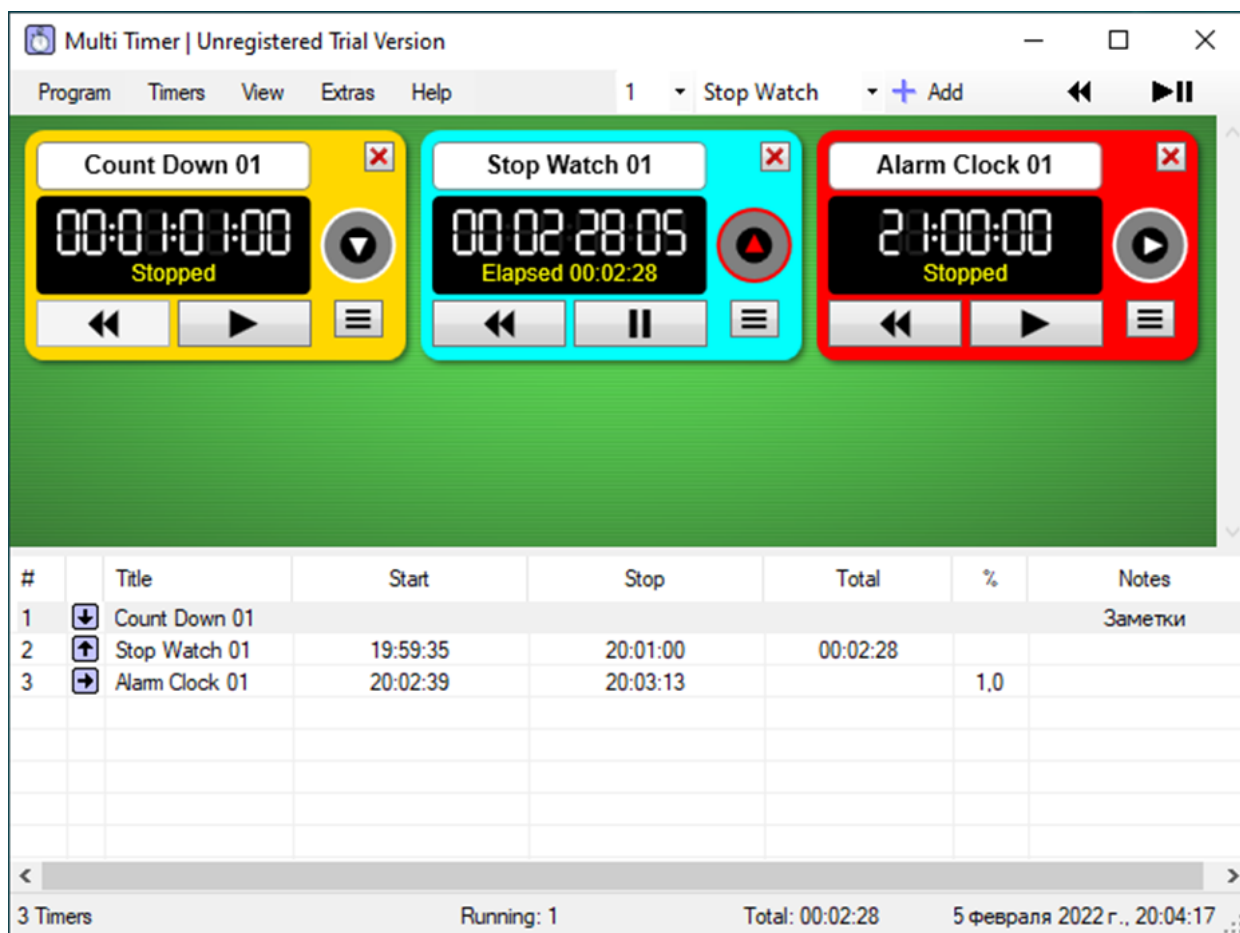 Multi Timer | Unregistered Trial Version
Program Timers View Extras Help 1 Stop Watch Add
Count Down 01
00:01:01:00
Stopped
Stop Watch 01
00:02:28:05
Elapsed 00:02:28
Alarm Clock 01
21:00:00
Stopped
# Title Start Stop Total % Notes
1 Count Down 01 Заметки
2 Stop Watch 01 19:59:35 20:01:00 00:02:28
3 Alarm Clock 01 20:02:39 20:03:13 1,0
3 Timers Running: 1 Total: 00:02:28 5 февраля 2022 г., 20:04:17